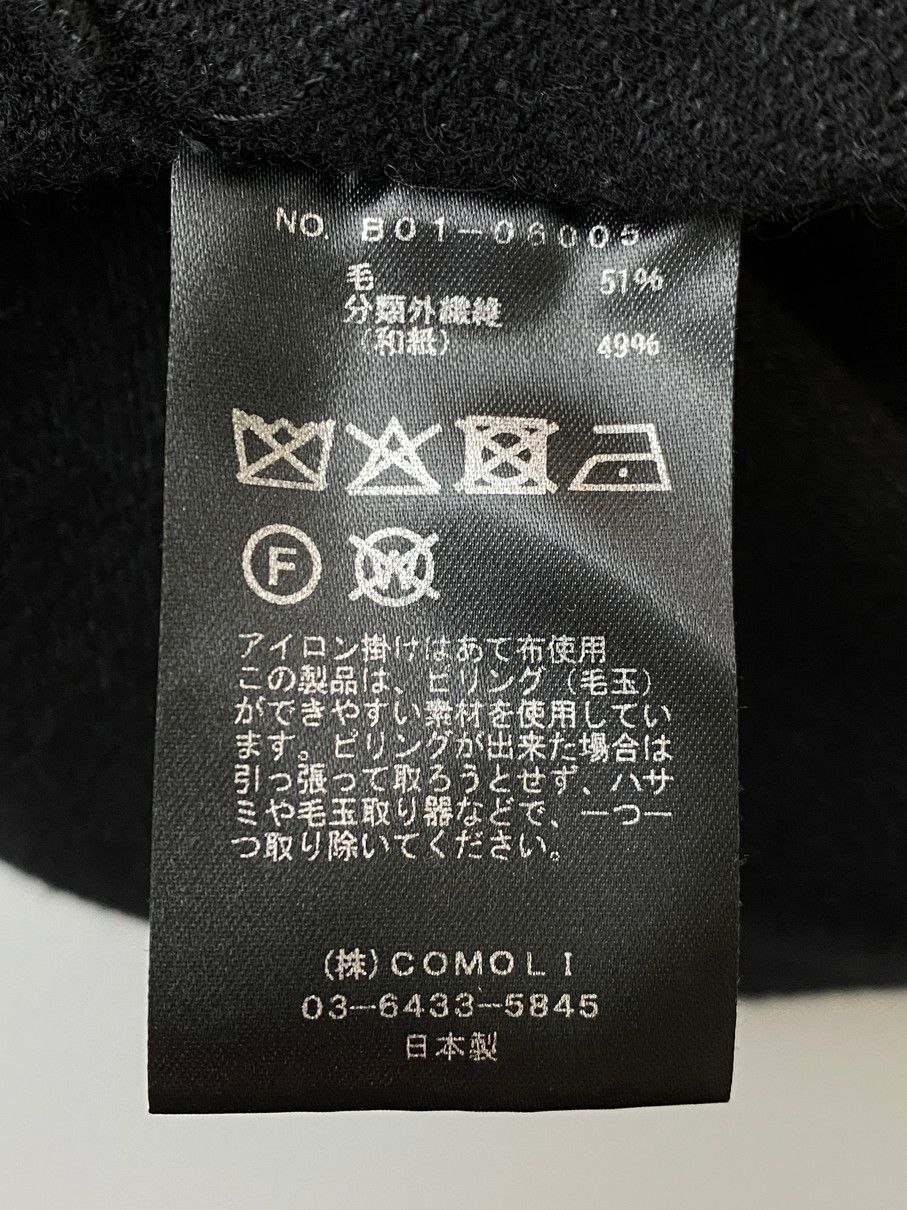 NO. B01-06005
毛 51%
分類外繊維
(和紙) 49%
F
W
アイロン掛けはあて布使用
この製品は、ピリング(毛玉)
ができやすい素材を使用してい
ます。ピリングが出来た場合は
引っ張って取ろうとせず、ハサ
ミや毛玉取り器などで、一つ一
つ取り除いてください。
(株)COMOLI
03-6433-5845
日本製